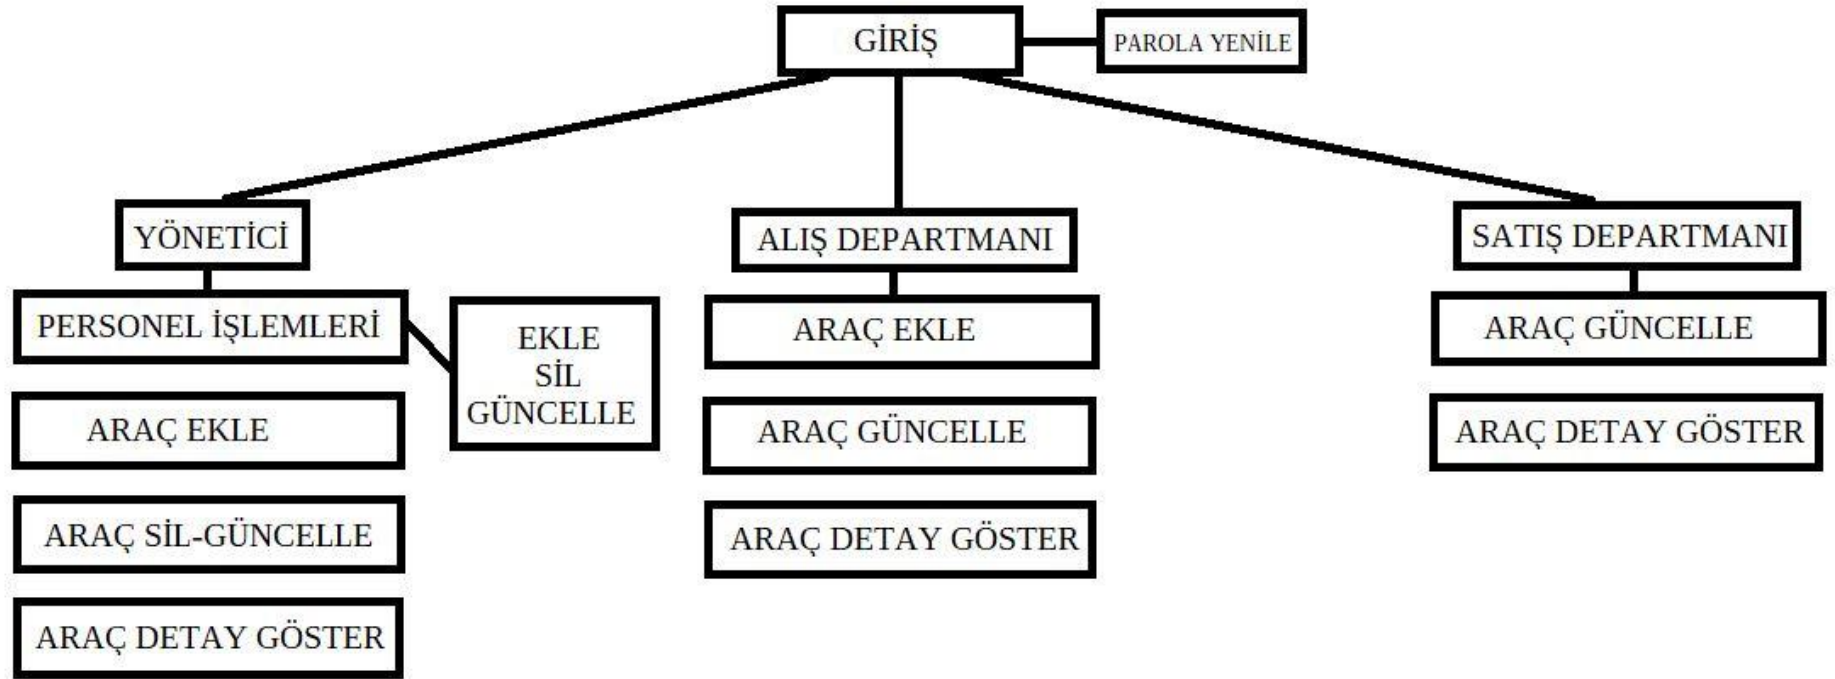 GİRİŞ
PAROLA YENİLE
YÖNETİCİ
PERSONEL İŞLEMLERİ
EKLE
SİL
GÜNCELLE
ARAÇ EKLE
ARAÇ SİL-GÜNCELLE
ARAÇ DETAY GÖSTER
ALIŞ DEPARTMANI
ARAÇ EKLE
ARAÇ GÜNCELLE
ARAÇ DETAY GÖSTER
SATIŞ DEPARTMANI
ARAÇ GÜNCELLE
ARAÇ DETAY GÖSTER